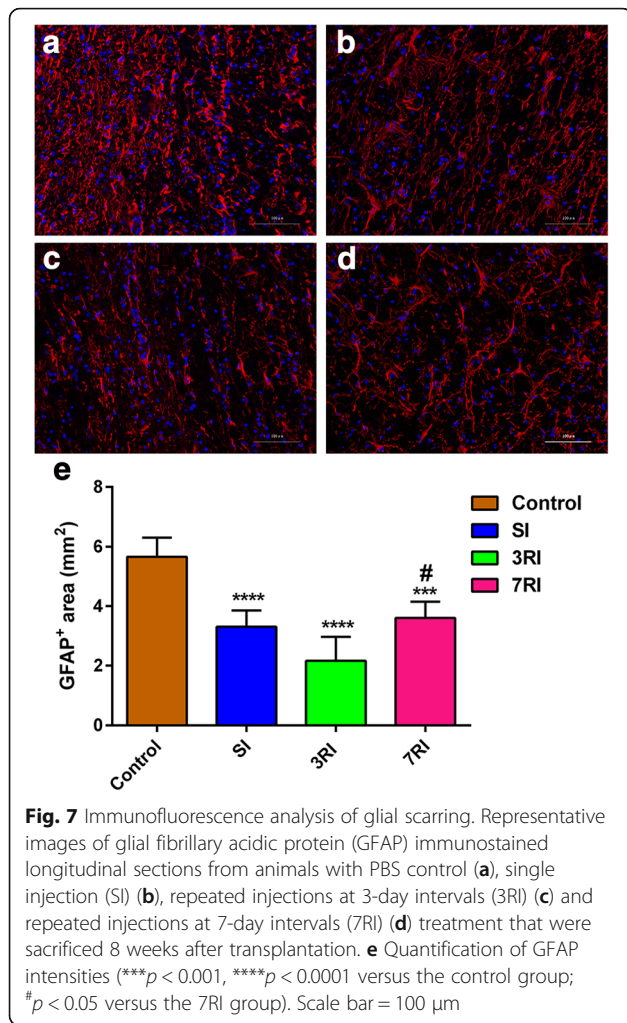 a
b
100 μm
100 μm
c
d
100 μm
100 μm
e
GFAP⁺ area (mm²)
8
6
4
2
0
****
****
#
***
Control
SI
3RI
7RI
Control
SI
3RI
7RI
Fig. 7 Immunofluorescence analysis of glial scarring. Representative
images of glial fibrillary acidic protein (GFAP) immunostained
longitudinal sections from animals with PBS control (a), single
injection (SI) (b), repeated injections at 3-day intervals (3RI) (c) and
repeated injections at 7-day intervals (7RI) (d) treatment that were
sacrificed 8 weeks after transplantation. e Quantification of GFAP
intensities (***p < 0.001, ****p < 0.0001 versus the control group;
#p < 0.05 versus the 7RI group). Scale bar = 100 μm